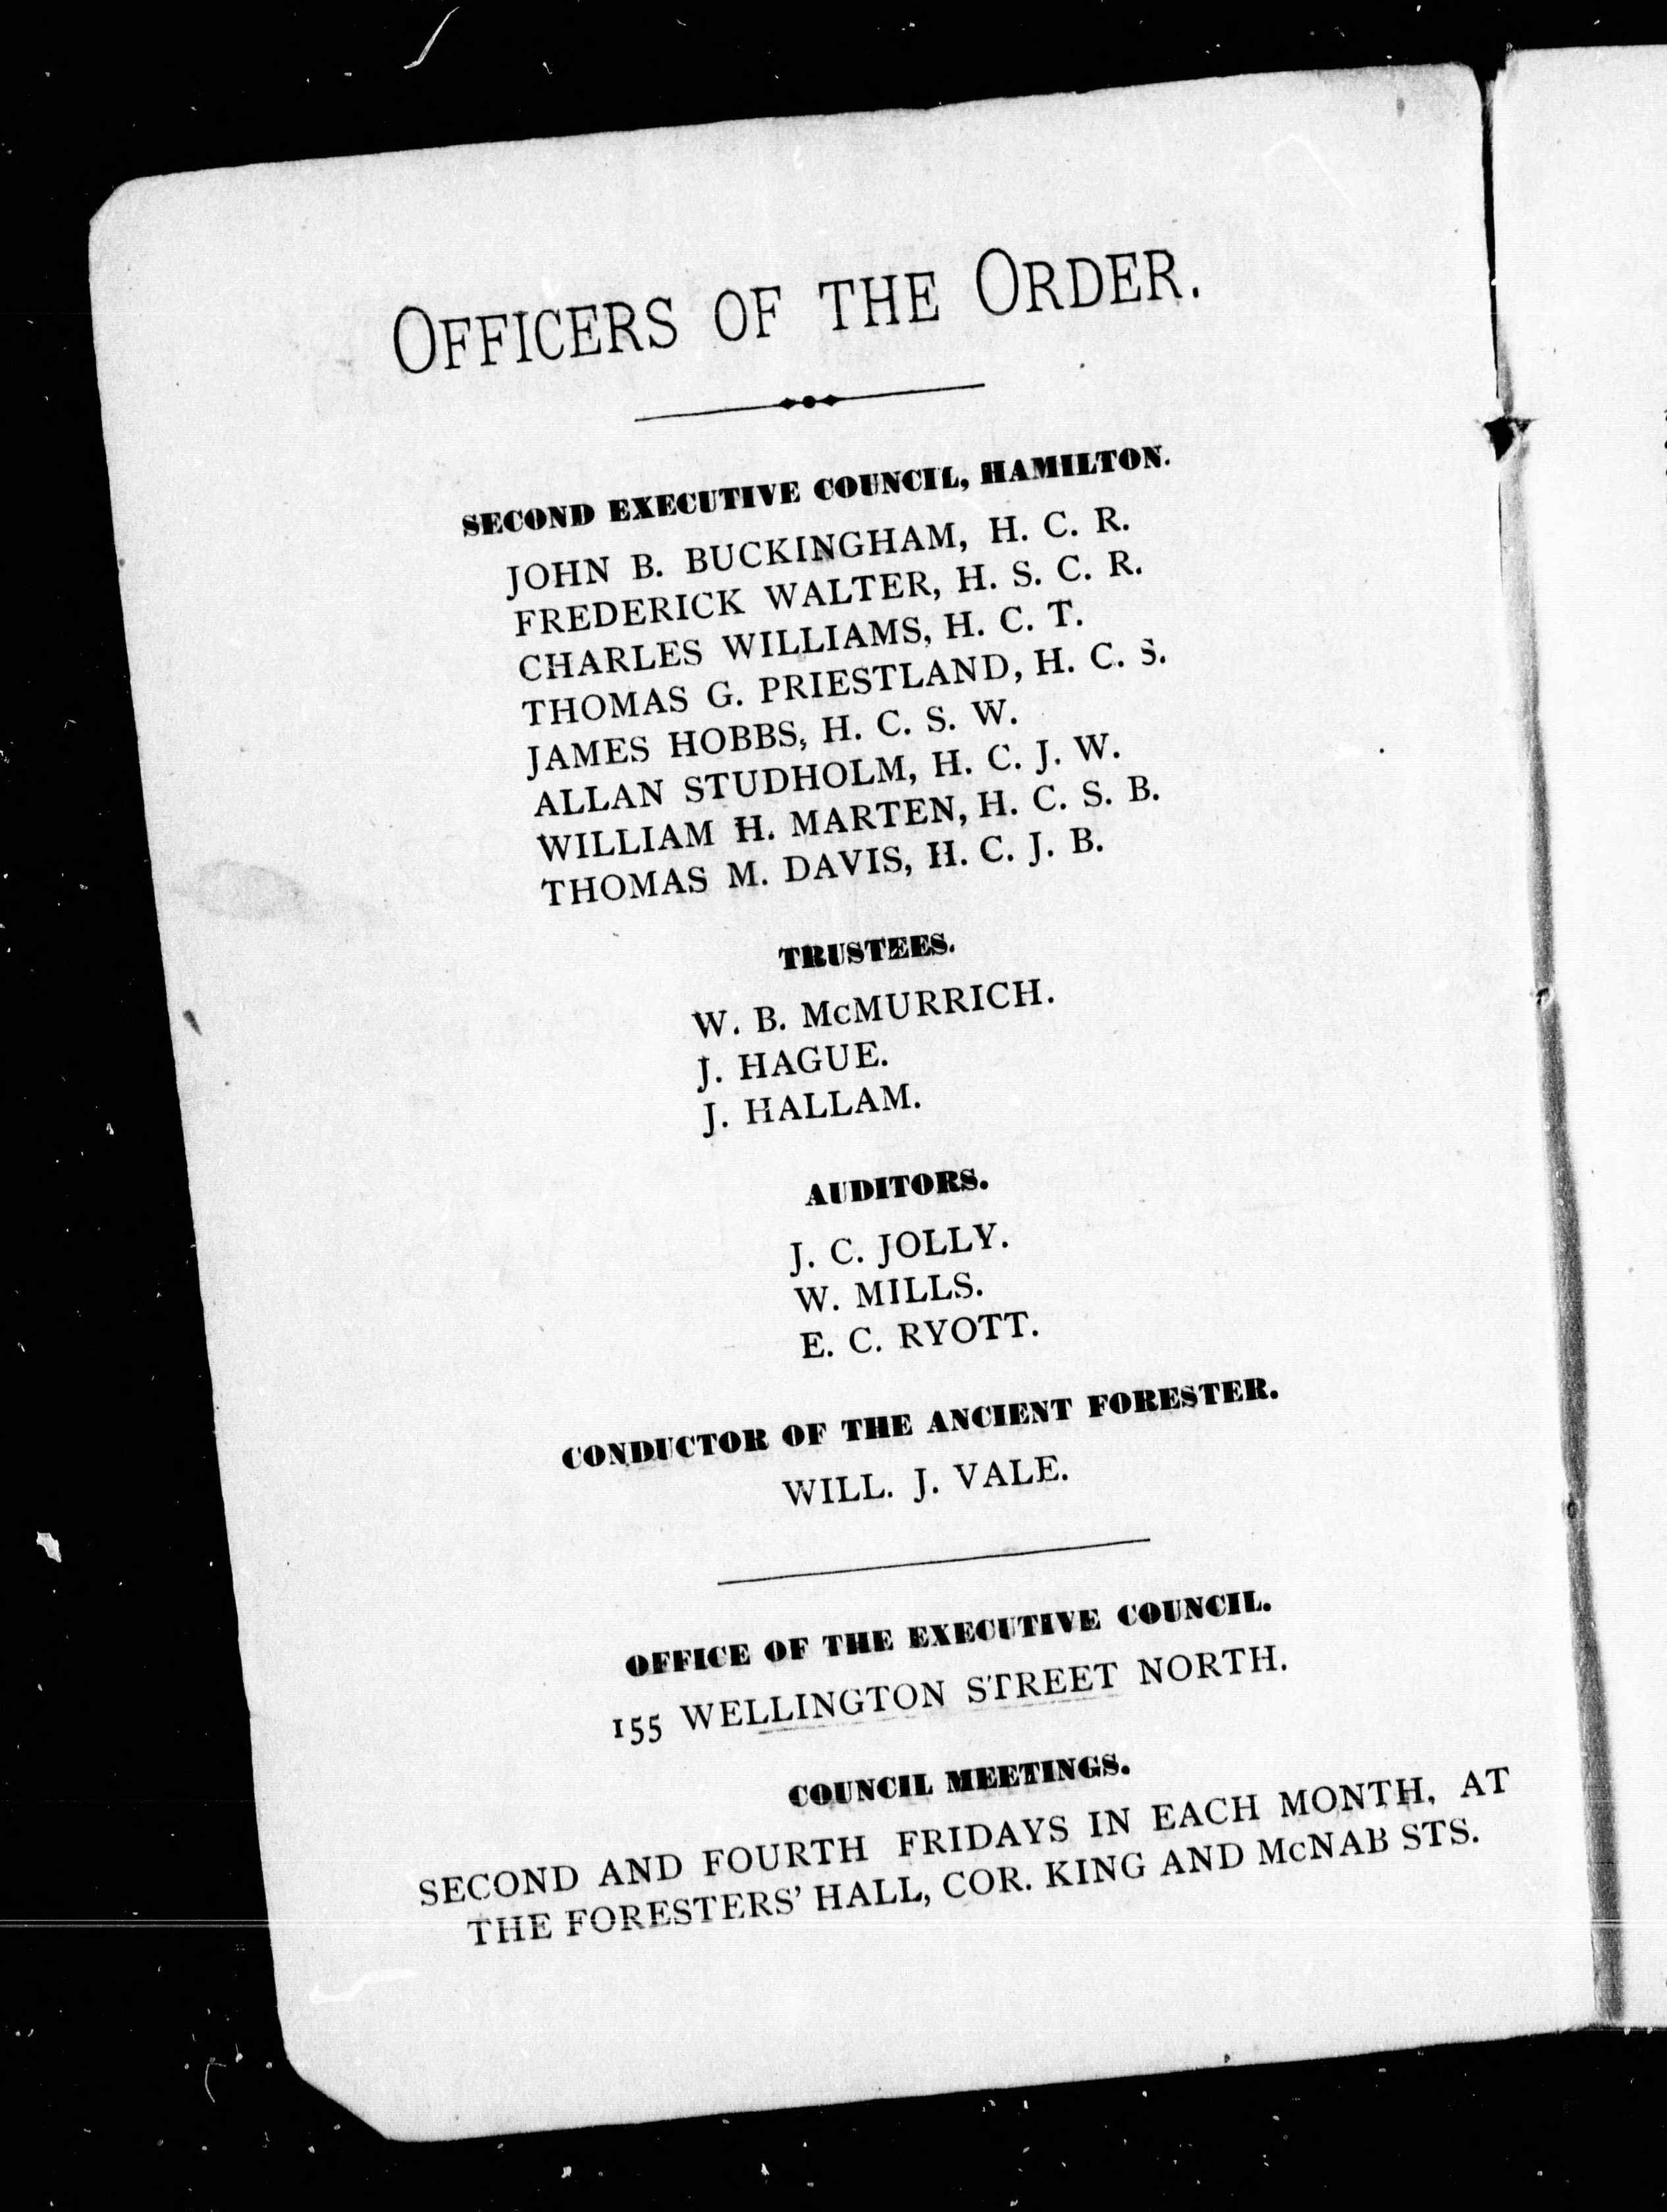 OFFICERS OF THE ORDER.
SECOND EXECUTIVE COUNCIL, HAMILTON.
JOHN B. BUCKINGHAM, H. C. R.
FREDERICK WALTER, H. S. C. R.
CHARLES WILLIAMS, H. C. T.
THOMAS G. PRIESTLAND, H. C. S.
JAMES HOBBS, H. C. S. W.
ALLAN STUDHOLM, H. C. J. W.
WILLIAM H. MARTEN, H. C. S. B.
THOMAS M. DAVIS, H. C. J. B.
TRUSTEES.
W. B. McMURRICH.
J. HAGUE.
J. HALLAM.
AUDITORS.
J. C. JOLLY.
W. MILLS.
E. C. RYOTT.
CONDUCTOR OF THE ANCIENT FORESTER.
WILL. J. VALE.
OFFICE OF THE EXECUTIVE COUNCIL.
155 WELLINGTON STREET NORTH.
COUNCIL MEETINGS.
SECOND AND FOURTH FRIDAYS IN EACH MONTH, AT
THE FORESTERS' HALL, COR. KING AND McNAB STS.